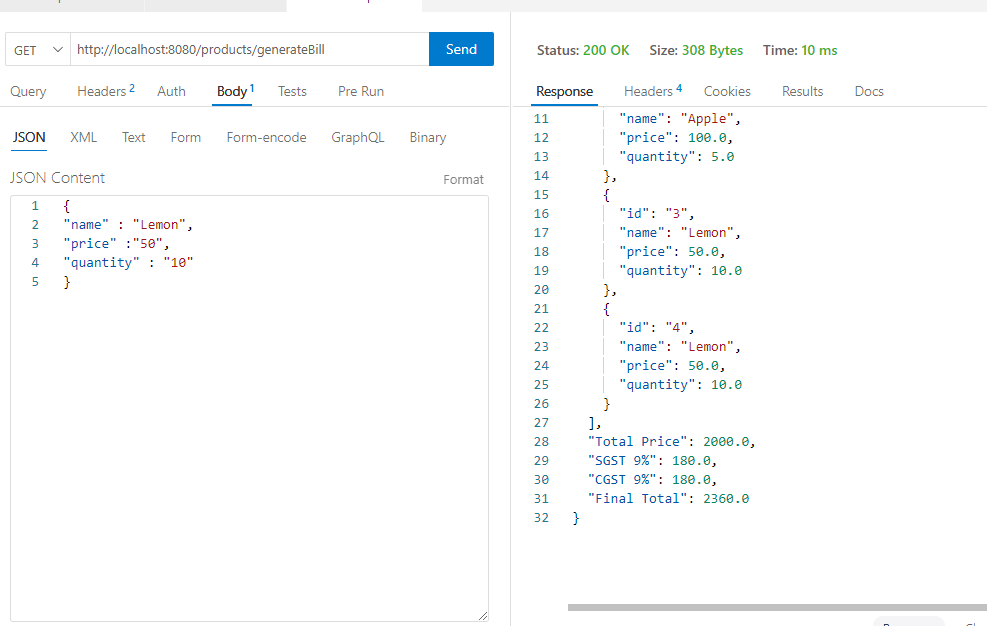 GET http://localhost:8080/products/generateBill Send
Query Headers 2 Auth Body 1 Tests Pre Run
JSON XML Text Form Form-encode GraphQL Binary
JSON Content Format
1 {
2 "name" : "Lemon",
3 "price" :"50",
4 "quantity" : "10"
5 }
Status: 200 OK Size: 308 Bytes Time: 10 ms
Response Headers 4 Cookies Results Docs
11 "name": "Apple",
12 "price": 100.0,
13 "quantity": 5.0
14 },
15 {
16 "id": "3",
17 "name": "Lemon",
18 "price": 50.0,
19 "quantity": 10.0
20 },
21 {
22 "id": "4",
23 "name": "Lemon",
24 "price": 50.0,
25 "quantity": 10.0
26 }
27 ],
28 "Total Price": 2000.0,
29 "SGST 9%": 180.0,
30 "CGST 9%": 180.0,
31 "Final Total": 2360.0
32 }